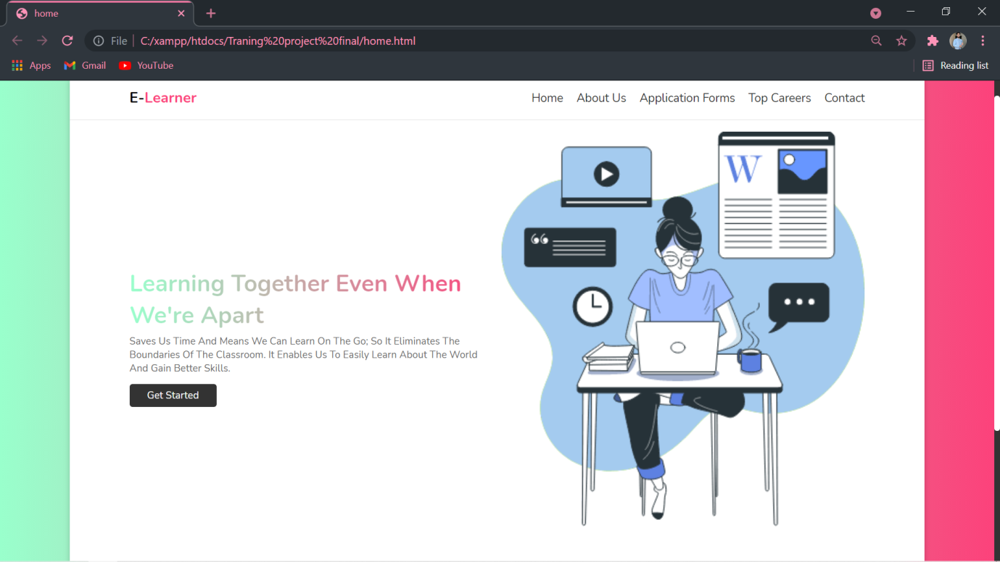 home
File
C:/xampp/htdocs/Traning%20project%20final/home.html
Apps
Gmail
YouTube
Reading list
E-Learner
Home
About Us
Application Forms
Top Careers
Contact
W
Learning Together Even When
We're Apart
Saves Us Time And Means We Can Learn On The Go; So It Eliminates The
Boundaries Of The Classroom. It Enables Us To Easily Learn About The World
And Gain Better Skills.
Get Started